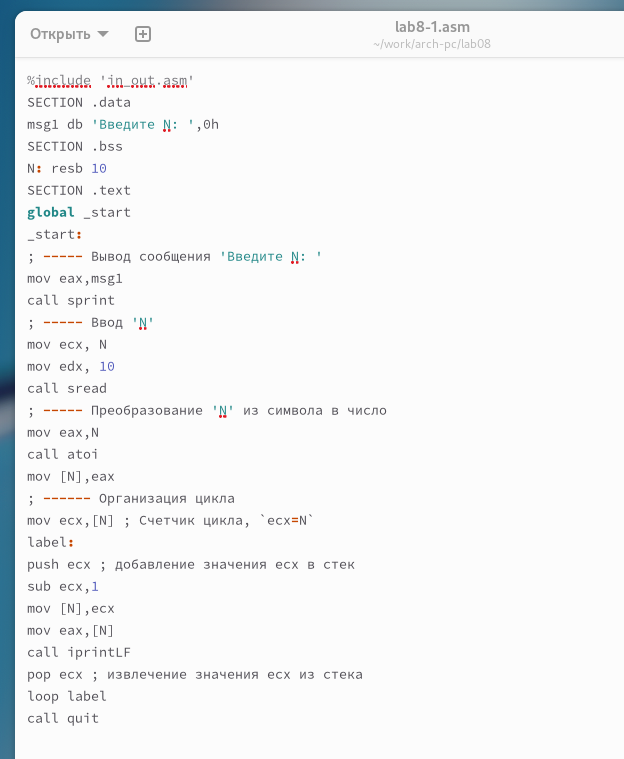 Открыть
lab8-1.asm
~/work/arch-pc/lab08
%include 'in_out.asm'
SECTION .data
msg1 db 'Введите N: ',0h
SECTION .bss
N: resb 10
SECTION .text
global _start
_start:
; ----- Вывод сообщения 'Введите N: '
mov eax,msg1
call sprint
; ----- Ввод 'N'
mov ecx, N
mov edx, 10
call sread
; ----- Преобразование 'N' из символа в число
mov eax,N
call atoi
mov [N],eax
; ------ Организация цикла
mov ecx,[N] ; Счетчик цикла, `ecx=N`
label:
push ecx ; добавление значения ecx в стек
sub ecx,1
mov [N],ecx
mov eax,[N]
call iprintLF
pop ecx ; извлечение значения ecx из стека
loop label
call quit